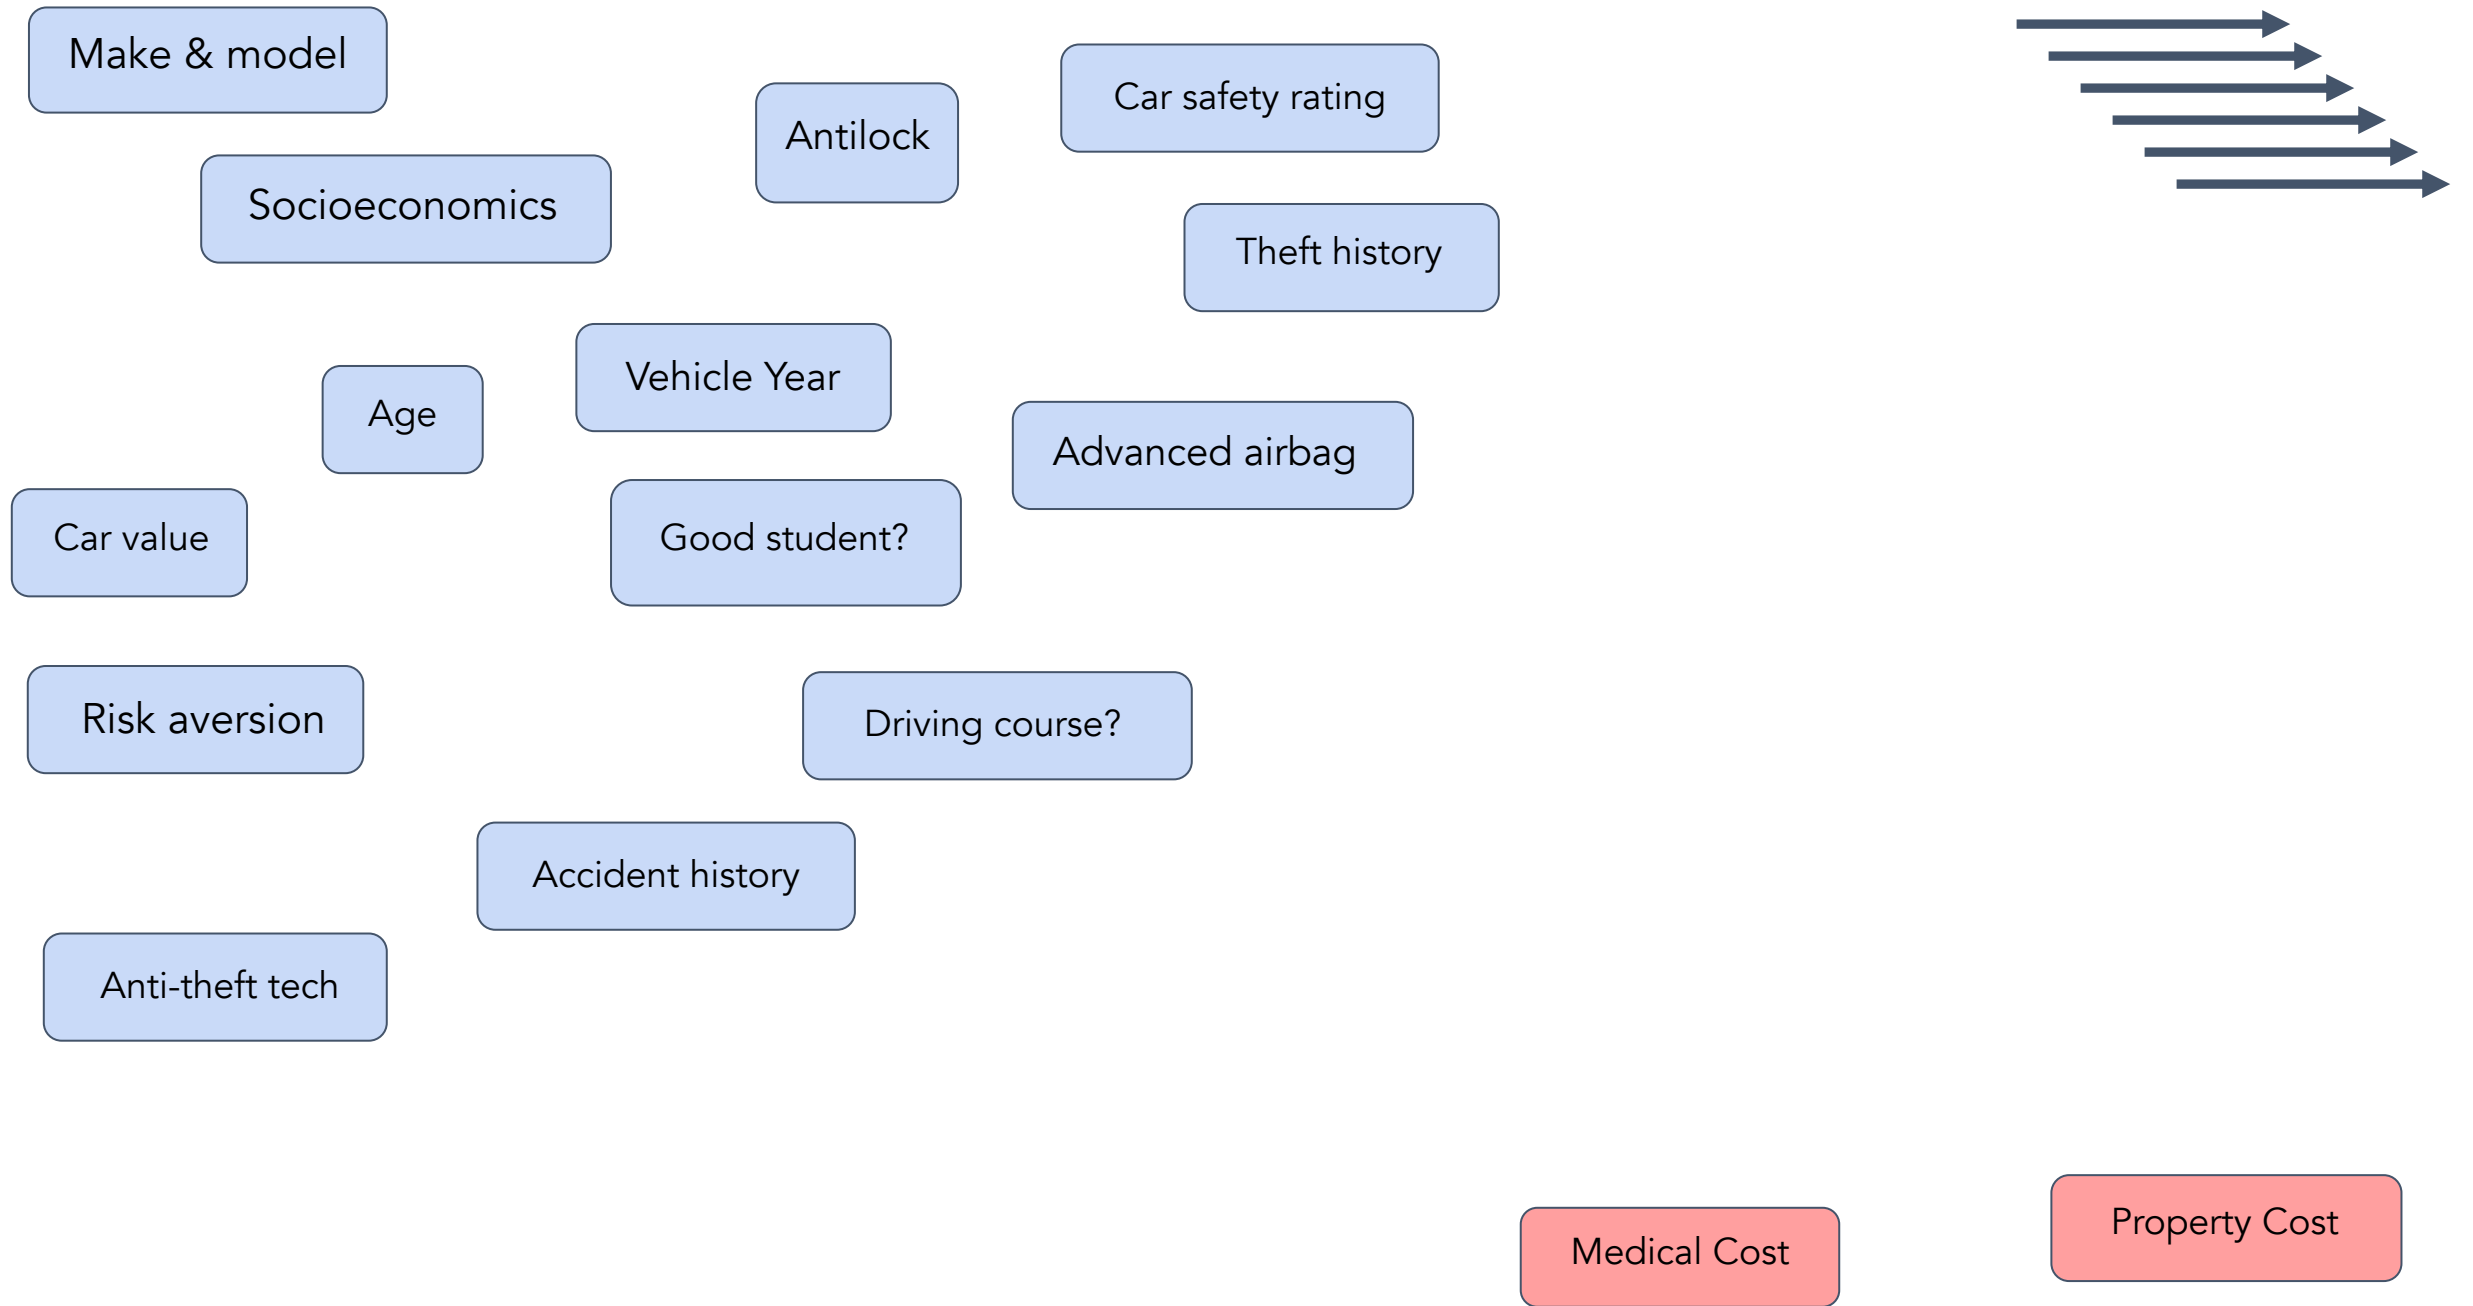 Make & model
Car safety rating
Antilock
Socioeconomics
Theft history
Vehicle Year
Age
Advanced airbag
Car value
Good student?
Risk aversion
Driving course?
Accident history
Anti-theft tech
Property Cost
Medical Cost